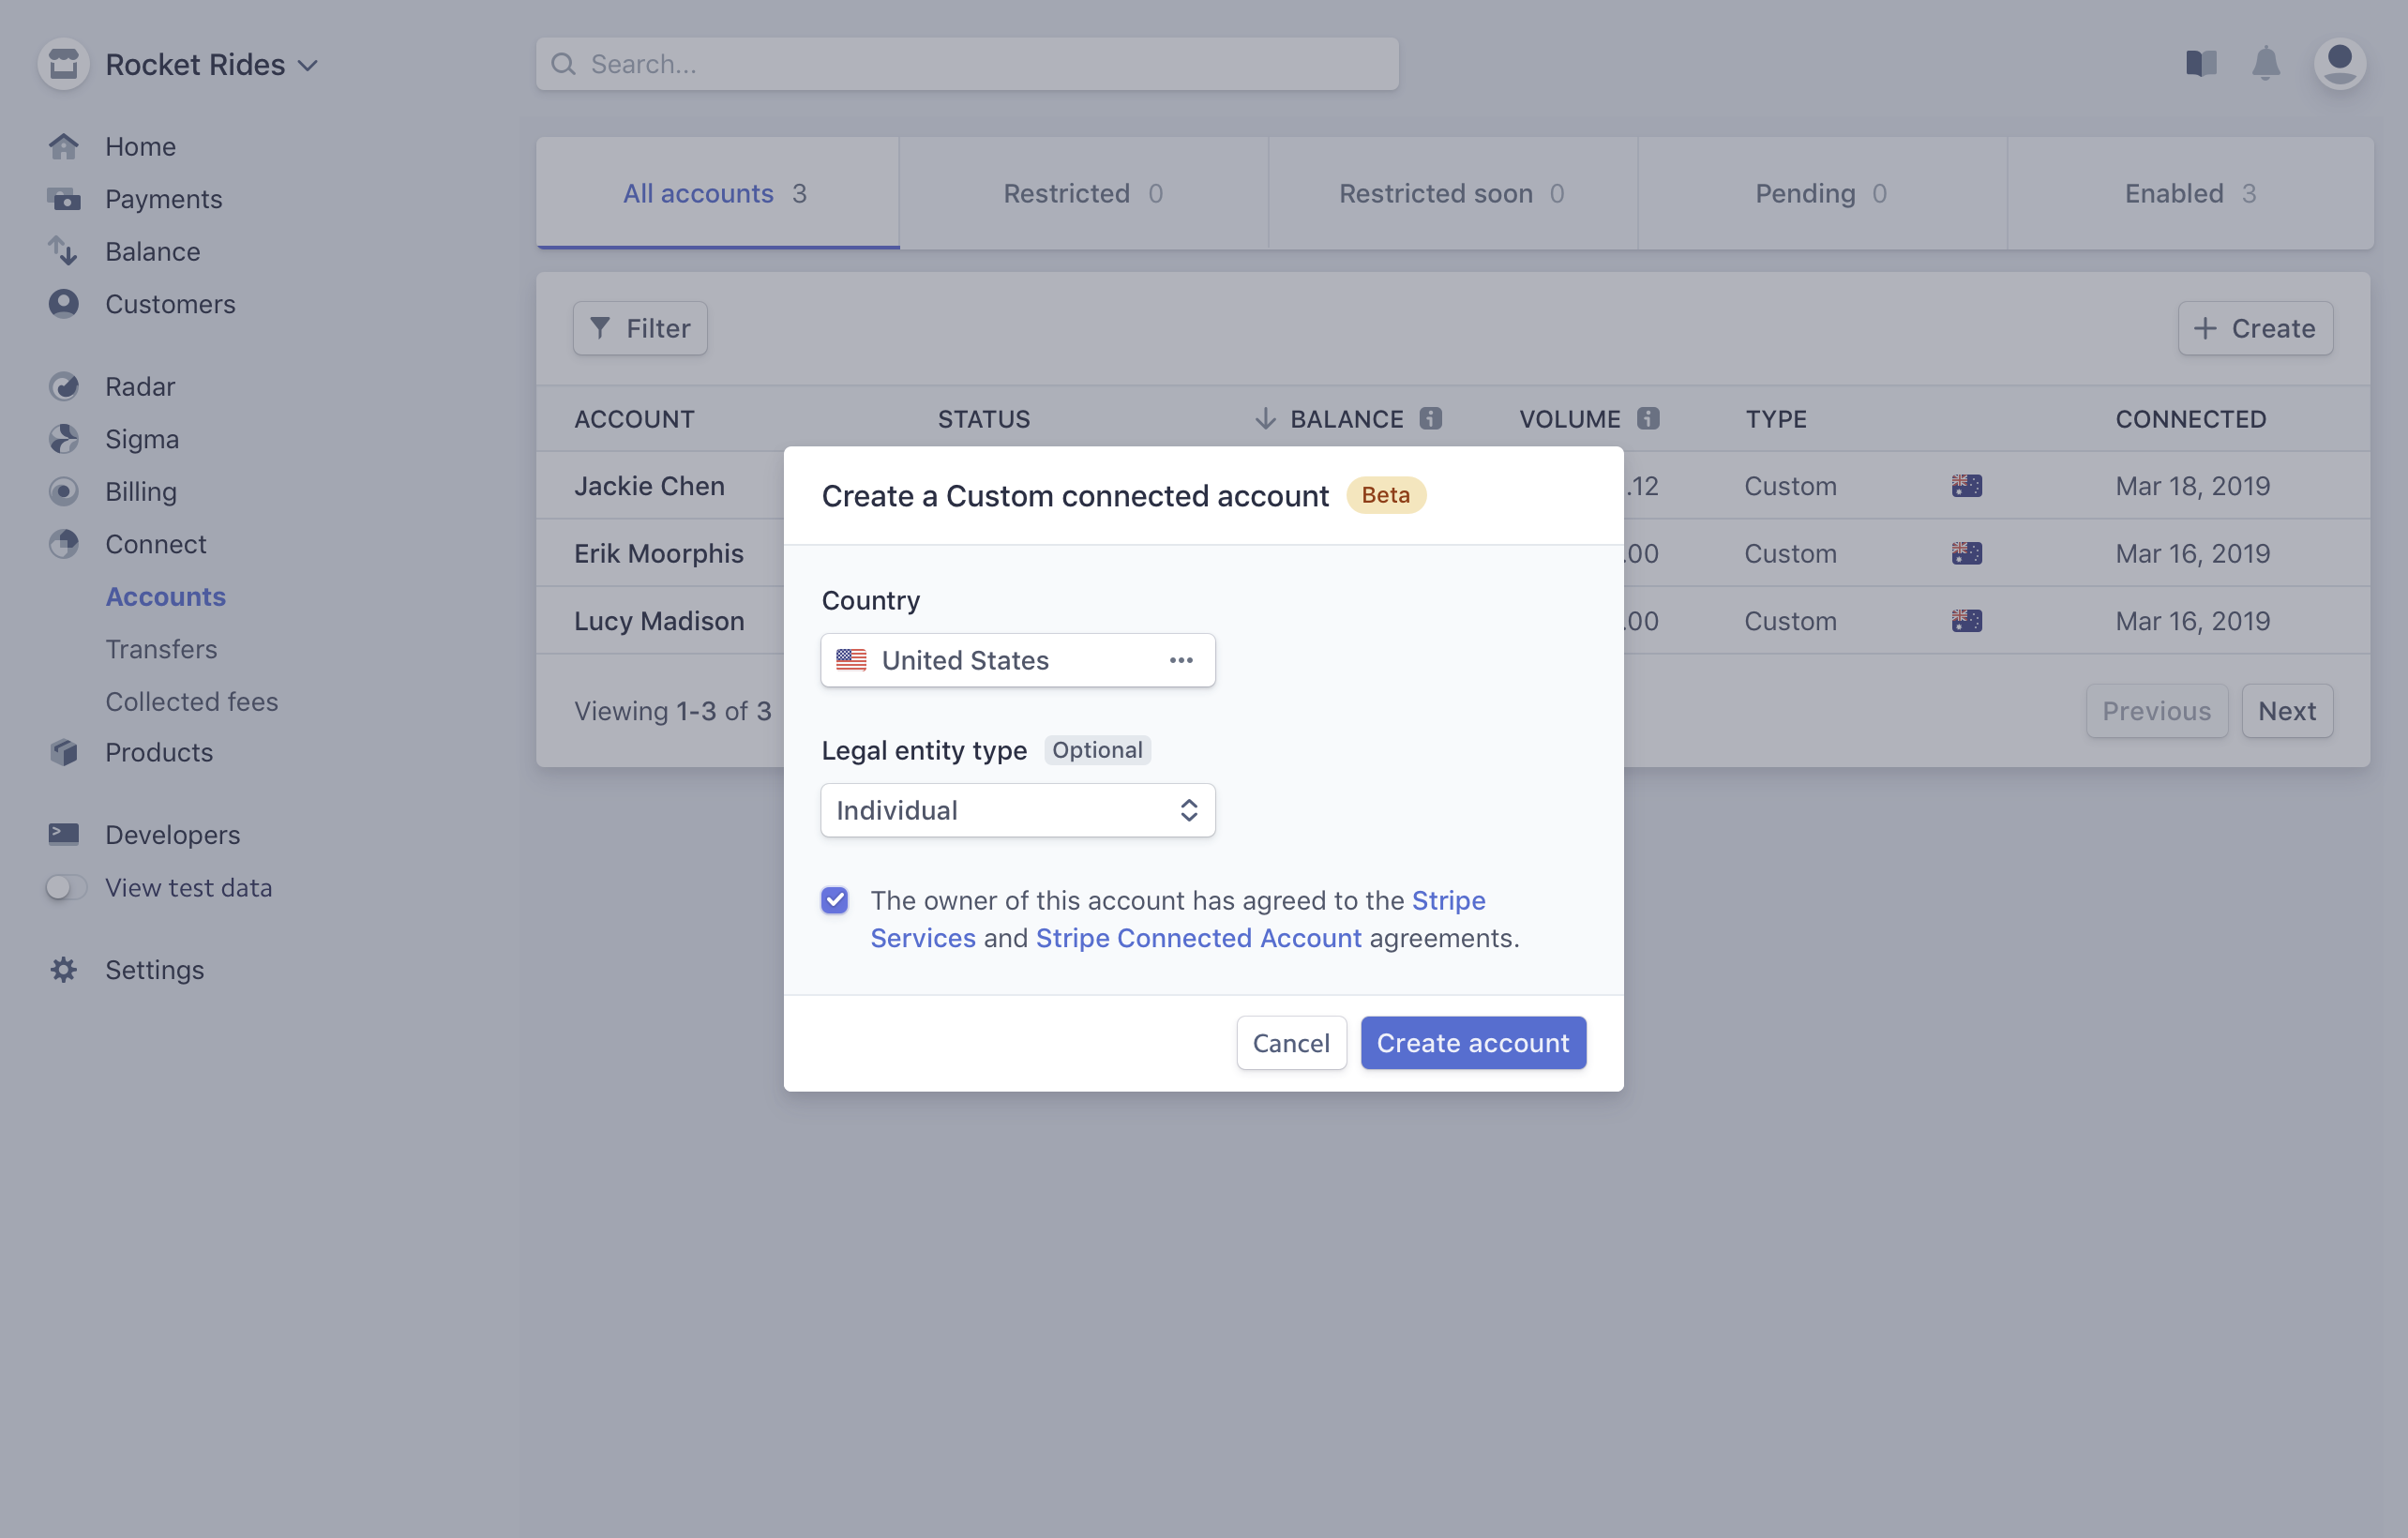 Rocket Rides
Search...
Home
Payments
Balance
Customers
Radar
Sigma
Billing
Connect
Accounts
Transfers
Collected fees
Products
Developers
View test data
Settings
All accounts 3
Restricted 0
Restricted soon 0
Pending 0
Enabled 3
Filter
Create
ACCOUNT STATUS BALANCE VOLUME TYPE CONNECTED
Jackie Chen .12 Custom Mar 18, 2019
Erik Moorphis .00 Custom Mar 16, 2019
Lucy Madison .00 Custom Mar 16, 2019
Viewing 1-3 of 3
Previous
Next
Create a Custom connected account Beta
Country
United States
Legal entity type Optional
Individual
The owner of this account has agreed to the Stripe
Services and Stripe Connected Account agreements.
Cancel
Create account